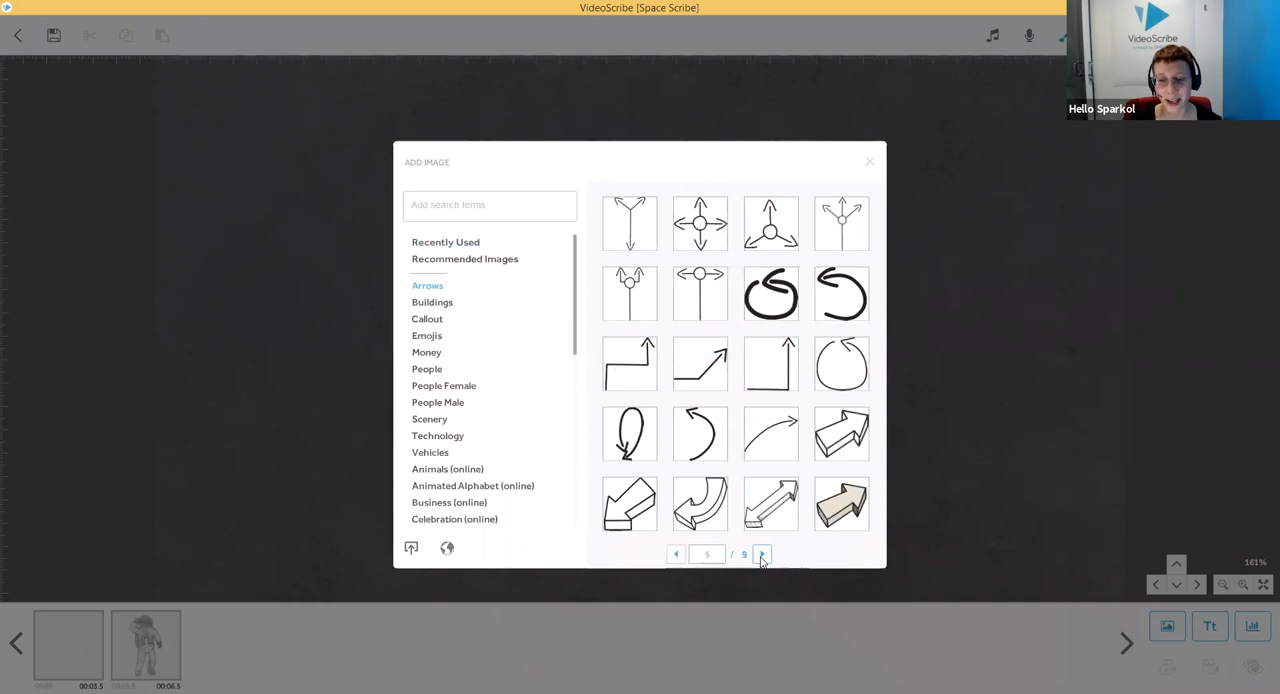 VideoScribe [Space Scribe]
VideoScribe
Hello Sparkol
ADD IMAGE
Add search terms
Recently Used
Recommended Images
Arrows
Buildings
Callout
Emojis
Money
People
People Female
People Male
Scenery
Technology
Vehicles
Animals (online)
Animated Alphabet (online)
Business (online)
Celebration (online)
5 / 9
161%
Tt
00:03.5
00:06.5